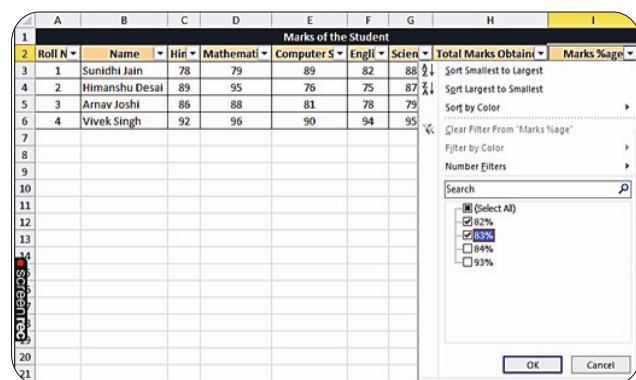 A B C D E F G H I
1 Marks of the Student
2 Roll N Name Hin Mathemati Computer S Engli Scien Total Marks Obtain Marks %age
3 1 Sunidhi Jain 78 79 89 82 88 Sort Smallest to Largest
4 2 Himanshu Desai 89 95 76 75 87 Sort Largest to Smallest
5 3 Arnav Joshi 86 88 81 78 79 Sort by Color
6 4 Vivek Singh 92 96 90 94 95 Clear Filter From "Marks %age"
7 Filter by Color
8
9 Number Filters
10 Search
11 (Select All)
12 82%
13 83%
14 84%
93%
screenrec
20 OK Cancel
21